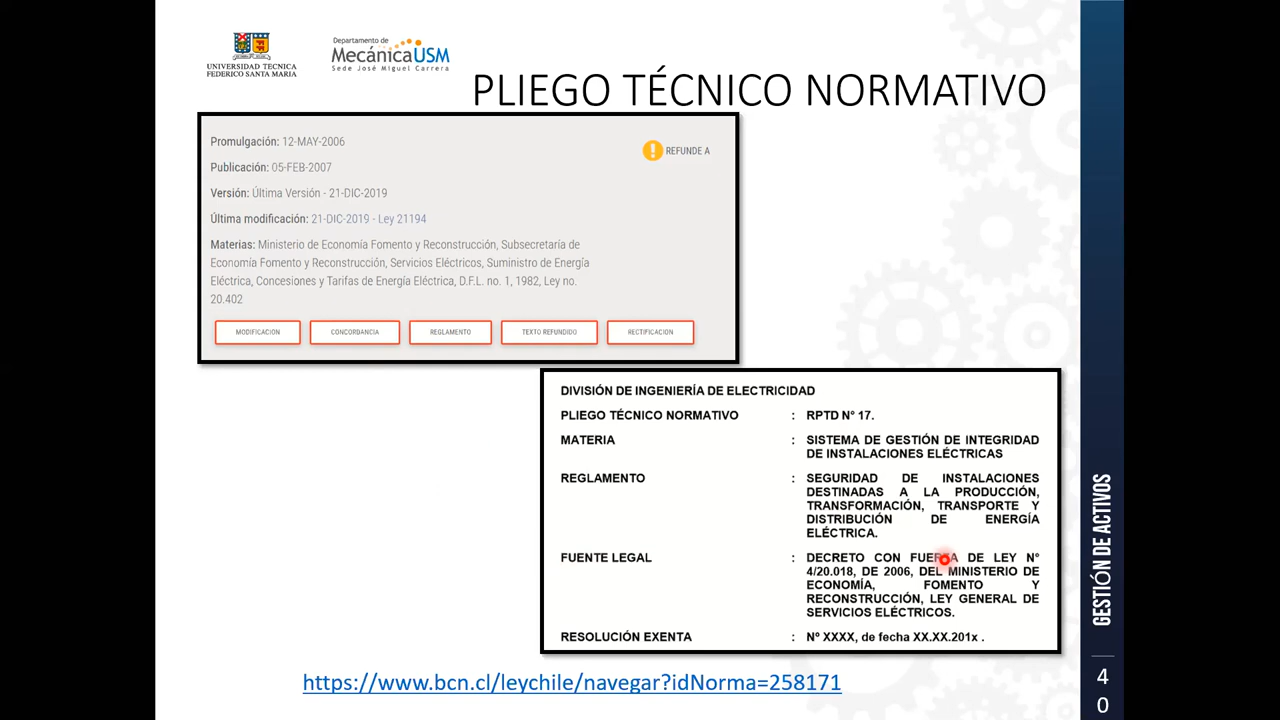 UNIVERSIDAD TECNICA
FEDERICO SANTA MARIA
Departamento de
MecánicaUSM
Sede José Miguel Carrera
PLIEGO TÉCNICO NORMATIVO
Promulgación: 12-MAY-2006
REFUNDE A
Publicación: 05-FEB-2007
Versión: Última Versión - 21-DIC-2019
Última modificación: 21-DIC-2019 - Ley 21194
Materias: Ministerio de Economía Fomento y Reconstrucción, Subsecretaría de
Economía Fomento y Reconstrucción, Servicios Eléctricos, Suministro de Energía
Eléctrica, Concesiones y Tarifas de Energía Eléctrica, D.F.L. no. 1, 1982, Ley no.
20.402
MODIFICACION CONCORDANCIA REGLAMENTO TEXTO REFUNDIDO RECTIFICACION
DIVISIÓN DE INGENIERÍA DE ELECTRICIDAD
PLIEGO TÉCNICO NORMATIVO : RPTD N° 17.
MATERIA : SISTEMA DE GESTIÓN DE INTEGRIDAD
DE INSTALACIONES ELÉCTRICAS
REGLAMENTO : SEGURIDAD DE INSTALACIONES
DESTINADAS A LA PRODUCCIÓN,
TRANSFORMACIÓN, TRANSPORTE Y
DISTRIBUCIÓN DE ENERGÍA
ELÉCTRICA.
FUENTE LEGAL : DECRETO CON FUERZA DE LEY N°
4/20.018, DE 2006, DEL MINISTERIO DE
ECONOMÍA, FOMENTO Y
RECONSTRUCCIÓN, LEY GENERAL DE
SERVICIOS ELÉCTRICOS.
RESOLUCIÓN EXENTA : Nº XXXX, de fecha XX.XX.201x .
https://www.bcn.cl/leychile/navegar?idNorma=258171
GESTIÓN DE ACTIVOS
4
0